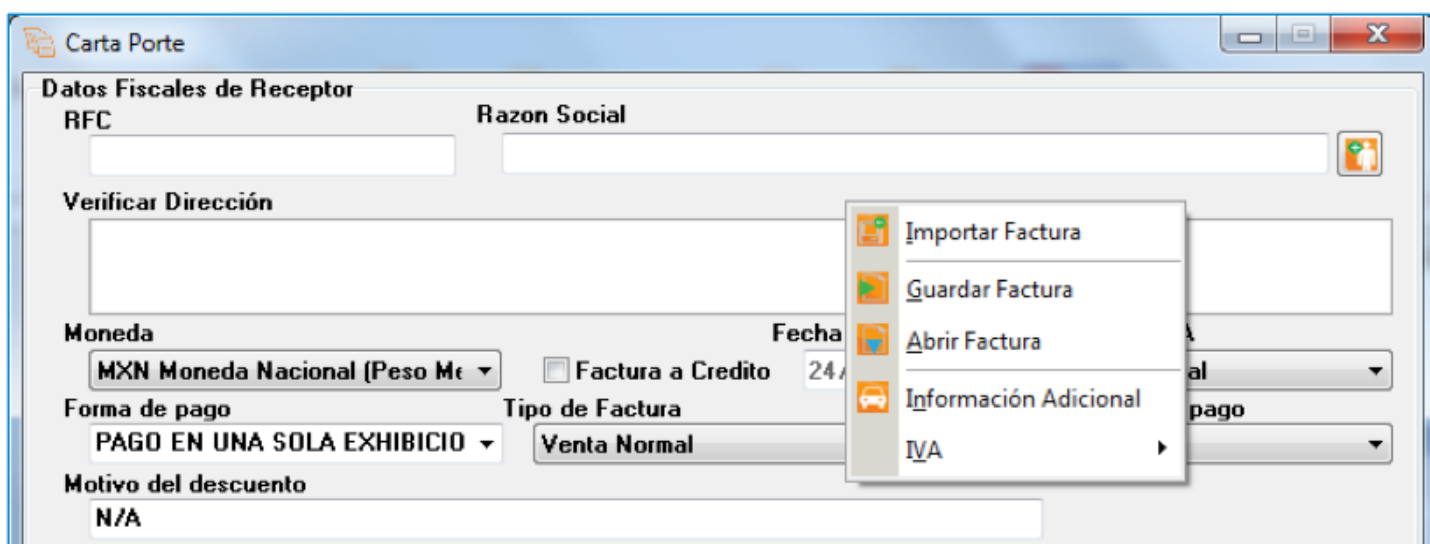 Carta Porte
Datos Fiscales de Receptor
RFC
Razon Social
Verificar Dirección
Importar Factura
Guardar Factura
Abrir Factura
Información Adicional
IVA
Moneda
Fecha
MXN Moneda Nacional (Peso Me
Factura a Credito
24/
al
Forma de pago
Tipo de Factura
pago
PAGO EN UNA SOLA EXHIBICIO
Venta Normal
Motivo del descuento
N/A